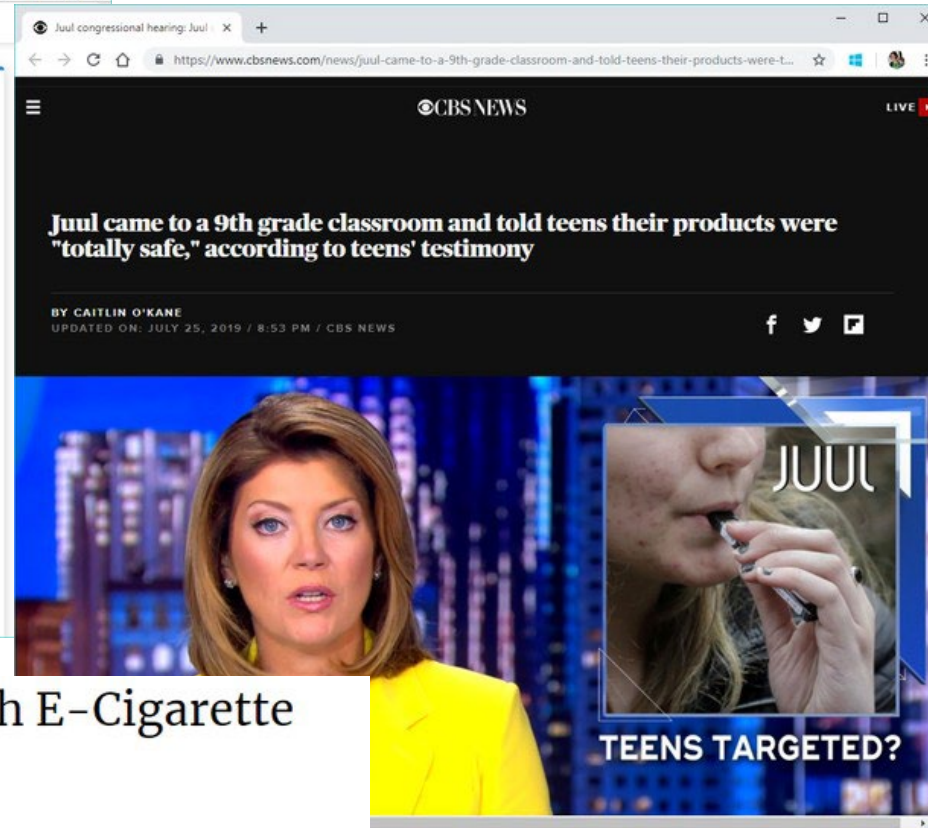 Juul congressional hearing: Juul
https://www.cbsnews.com/news/juul-came-to-a-9th-grade-classroom-and-told-teens-their-products-were-t...
CBS NEWS
LIVE
Juul came to a 9th grade classroom and told teens their products were
"totally safe," according to teens' testimony
BY CAITLIN O'KANE
UPDATED ON: JULY 25, 2019 / 8:53 PM / CBS NEWS
JUUL
TEENS TARGETED?
h E-Cigarette